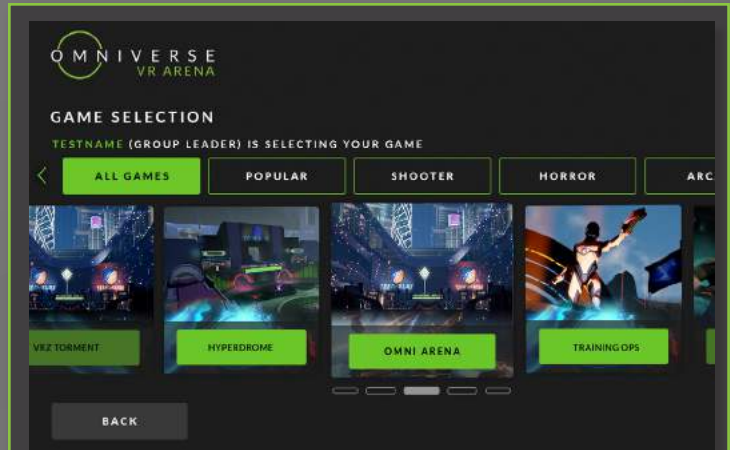 OMNIVERSE
VR ARENA
GAME SELECTION
TESTNAME (GROUP LEADER) IS SELECTING YOUR GAME
ALL GAMES POPULAR SHOOTER HORROR ARC
VRZ TORMENT HYPERDROME OMNI ARENA TRAINING OPS
BACK